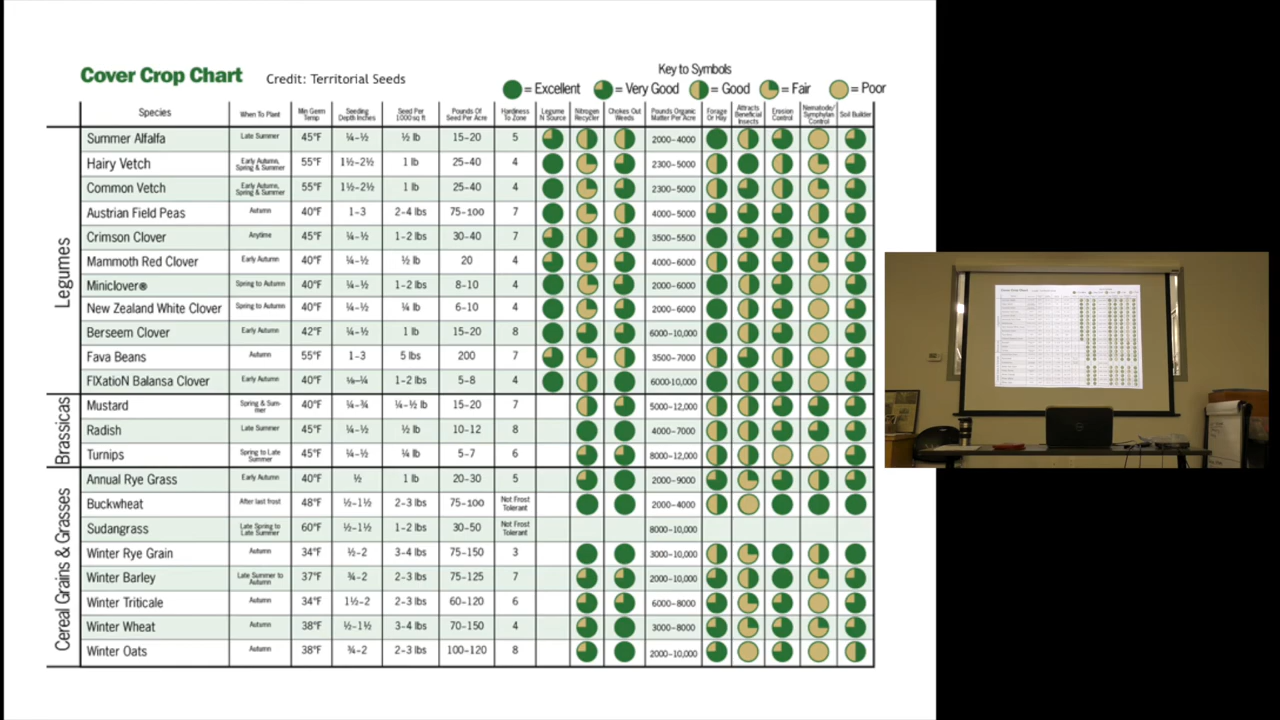 Cover Crop Chart
Credit: Territorial Seeds
Key to Symbols
= Excellent = Very Good = Good = Fair = Poor
Species When To Plant Min Germ Temp Seeding Depth Inches Seed Per 1000 sq ft Pounds Of Seed Per Acre Hardiness To Zone Legume N Source Nitrogen Recycler Chokes Out Weeds Pounds Organic Matter Per Acre Forage Or Hay Attracts Beneficial Insects Erosion Control Nematode/Symphylan Control Soil Builder
Legumes
Summer Alfalfa Late Summer 45°F ¼-½ ½ lb 15-20 5 2000-4000
Hairy Vetch Early Autumn, Spring & Summer 55°F 1½-2½ 1 lb 25-40 4 2300-5000
Common Vetch Early Autumn, Spring & Summer 55°F 1½-2½ 1 lb 25-40 4 2300-5000
Austrian Field Peas Autumn 40°F 1-3 2-4 lbs 75-100 7 4000-5000
Crimson Clover Anytime 45°F ¼-½ 1-2 lbs 30-40 7 3500-5500
Mammoth Red Clover Early Autumn 40°F ¼-½ ½ lb 20 4 4000-6000
Miniclover® Spring to Autumn 40°F ¼-½ 1-2 lbs 8-10 4 2000-6000
New Zealand White Clover Spring to Autumn 40°F ¼-½ ½ lb 6-10 4 2000-6000
Berseem Clover Early Autumn 42°F ¼-½ 1 lb 15-20 8 6000-10,000
Fava Beans Autumn 55°F 1-3 5 lbs 200 7 3500-7000
FIXatioN Balansa Clover Early Autumn 40°F ⅛-¼ 1-2 lbs 5-8 4 6000-10,000
Brassicas
Mustard Spring & Summer 40°F ¼-¾ ¼-½ lb 15-20 7 5000-12,000
Radish Late Summer 45°F ¼-½ ½ lb 10-12 8 4000-7000
Turnips Spring to Late Summer 45°F ¼-½ ¼ lb 5-7 6 8000-12,000
Cereal Grains & Grasses
Annual Rye Grass Early Autumn 40°F ½ 1 lb 20-30 5 2000-9000
Buckwheat After last frost 48°F ½-1½ 2-3 lbs 75-100 Not Frost Tolerant 2000-4000
Sudangrass Late Spring to Late Summer 60°F ½-1½ 1-2 lbs 30-50 Not Frost Tolerant 8000-10,000
Winter Rye Grain Autumn 34°F ½-2 3-4 lbs 75-150 3 3000-10,000
Winter Barley Late Summer to Autumn 37°F ¾-2 2-3 lbs 75-125 7 2000-10,000
Winter Triticale Autumn 34°F 1½-2 2-3 lbs 60-120 6 6000-8000
Winter Wheat Autumn 38°F ½-1½ 3-4 lbs 70-150 4 3000-8000
Winter Oats Autumn 38°F ¾-2 2-3 lbs 100-120 8 2000-10,000